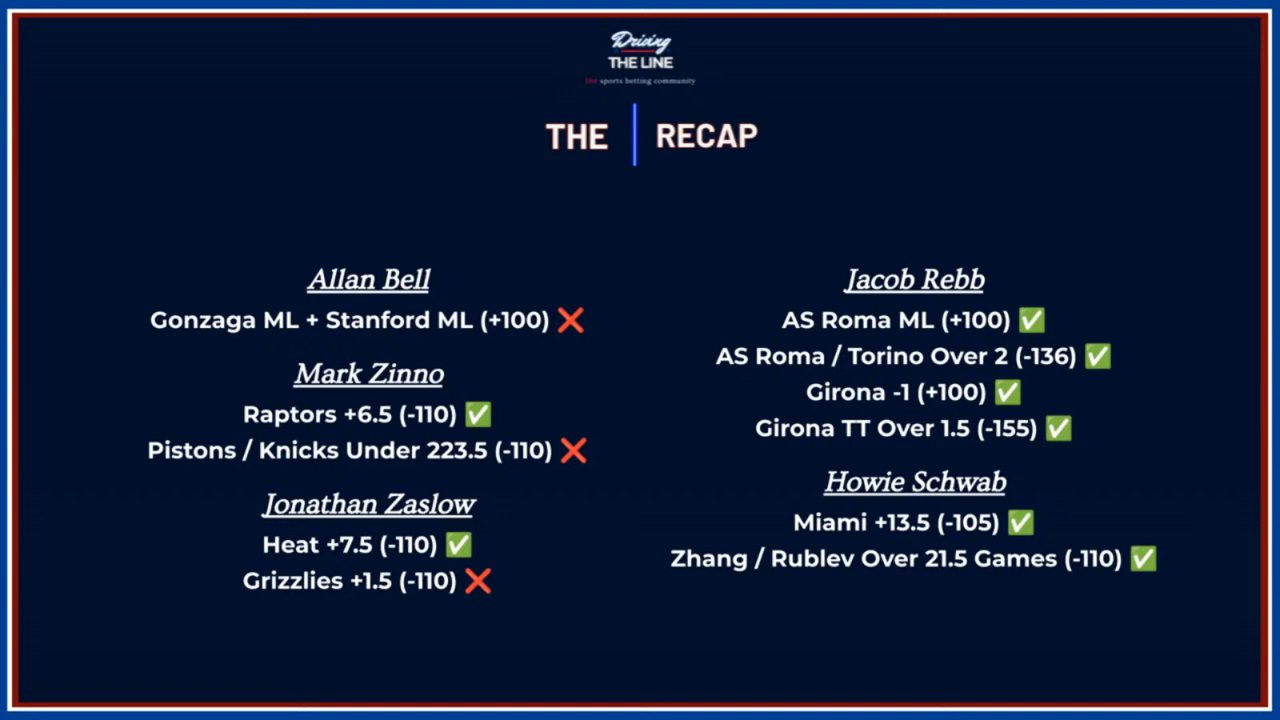 Driving
THE LINE
the sports betting community
THE | RECAP
Allan Bell
Gonzaga ML + Stanford ML (+100) ❌
Mark Zinno
Raptors +6.5 (-110) ✅
Pistons / Knicks Under 223.5 (-110) ❌
Jonathan Zaslow
Heat +7.5 (-110) ✅
Grizzlies +1.5 (-110) ❌
Jacob Rebb
AS Roma ML (+100) ✅
AS Roma / Torino Over 2 (-136) ✅
Girona -1 (+100) ✅
Girona TT Over 1.5 (-155) ✅
Howie Schwab
Miami +13.5 (-105) ✅
Zhang / Rublev Over 21.5 Games (-110) ✅